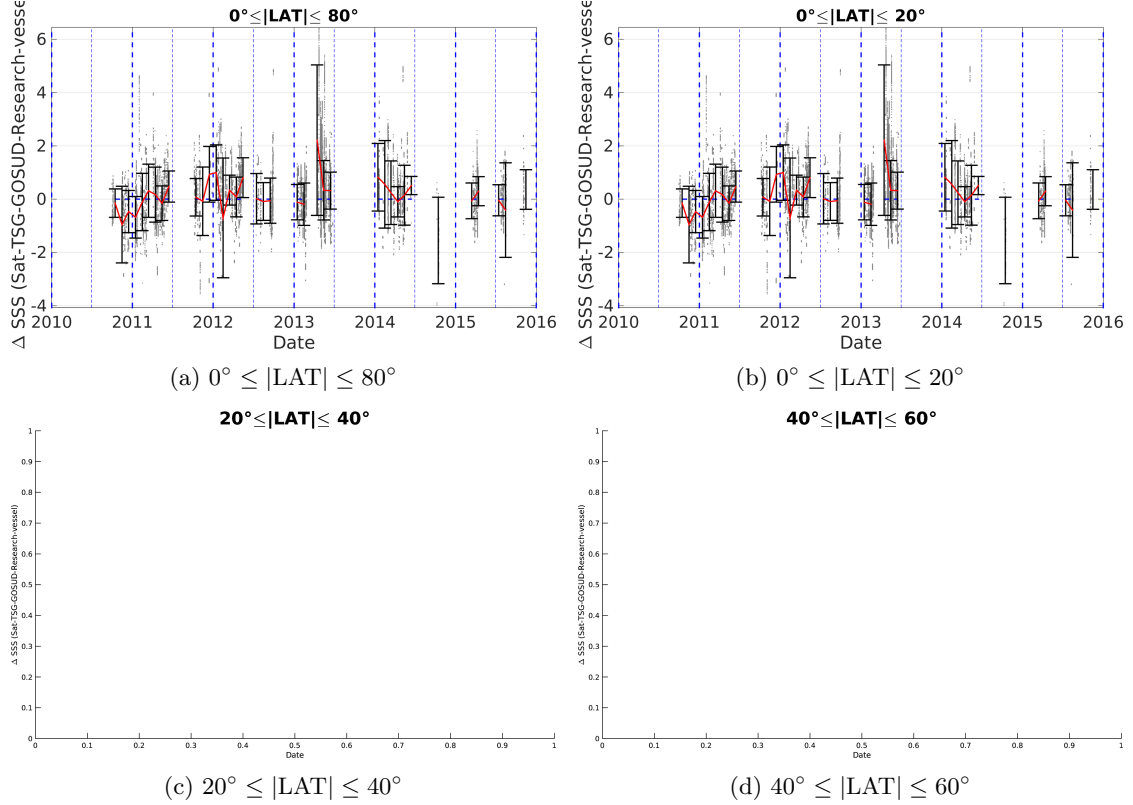 0°≤|LAT|≤ 80°
Δ SSS (Sat-TSG-GOSUD-Research-vesse
6
4
2
0
-2
-4
2010 2011 2012 2013 2014 2015 2016
Date
(a) 0° ≤ |LAT| ≤ 80°
0°≤|LAT|≤ 20°
Δ SSS (Sat-TSG-GOSUD-Research-vesse
6
4
2
0
-2
-4
2010 2011 2012 2013 2014 2015 2016
Date
(b) 0° ≤ |LAT| ≤ 20°
20°≤|LAT|≤ 40°
Δ SSS (Sat-TSG-GOSUD-Research-vessel)
1
0.9
0.8
0.7
0.6
0.5
0.4
0.3
0.2
0.1
0
0 0.1 0.2 0.3 0.4 0.5 0.6 0.7 0.8 0.9 1
Date
(c) 20° ≤ |LAT| ≤ 40°
40°≤|LAT|≤ 60°
Δ SSS (Sat-TSG-GOSUD-Research-vessel)
1
0.9
0.8
0.7
0.6
0.5
0.4
0.3
0.2
0.1
0
0 0.1 0.2 0.3 0.4 0.5 0.6 0.7 0.8 0.9 1
Date
(d) 40° ≤ |LAT| ≤ 60°